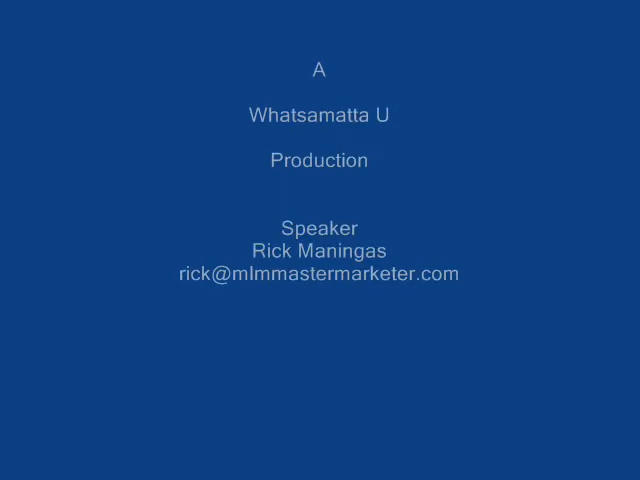 A
Whatsamatta U
Production
Speaker
Rick Maningas
rick@mlmmastermarketer.com